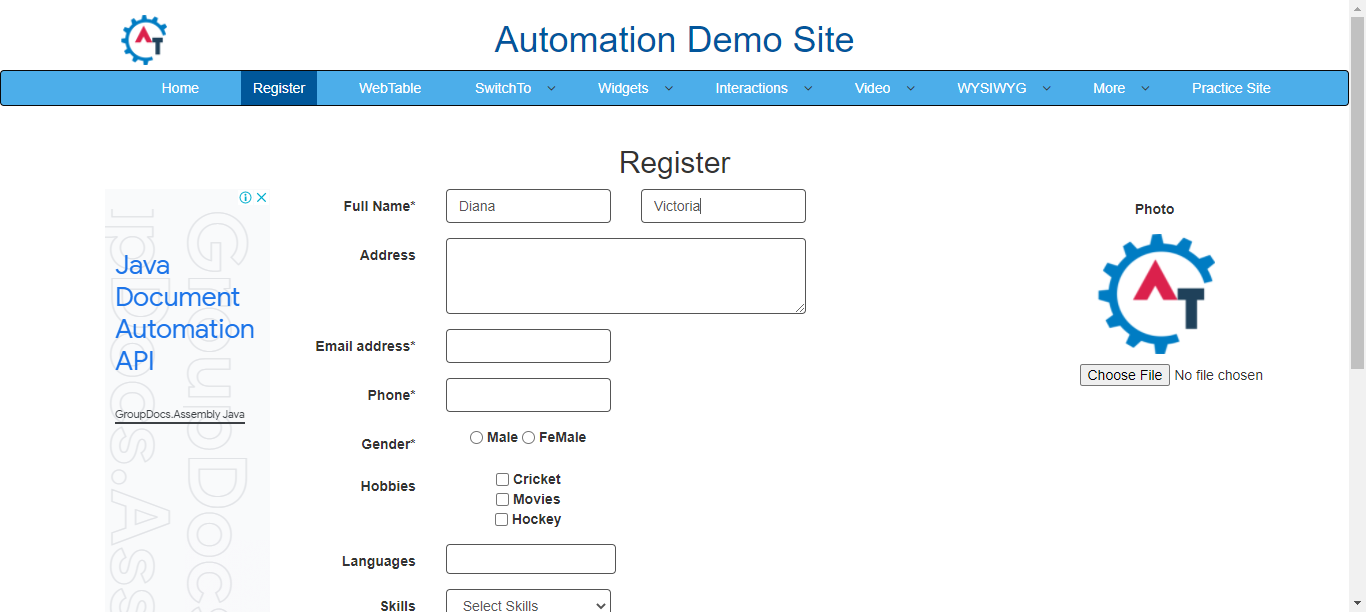 AT
Automation Demo Site
Home Register WebTable SwitchTo Widgets Interactions Video WYSIWYG More Practice Site
Register
Full Name* Diana Victoria
Photo
Address
AT
Java
Document
Automation
API
Email address*
Choose File No file chosen
Phone*
GroupDocs.Assembly Java
Gender* Male FeMale
Hobbies Cricket
Movies
Hockey
Languages
Skills Select Skills